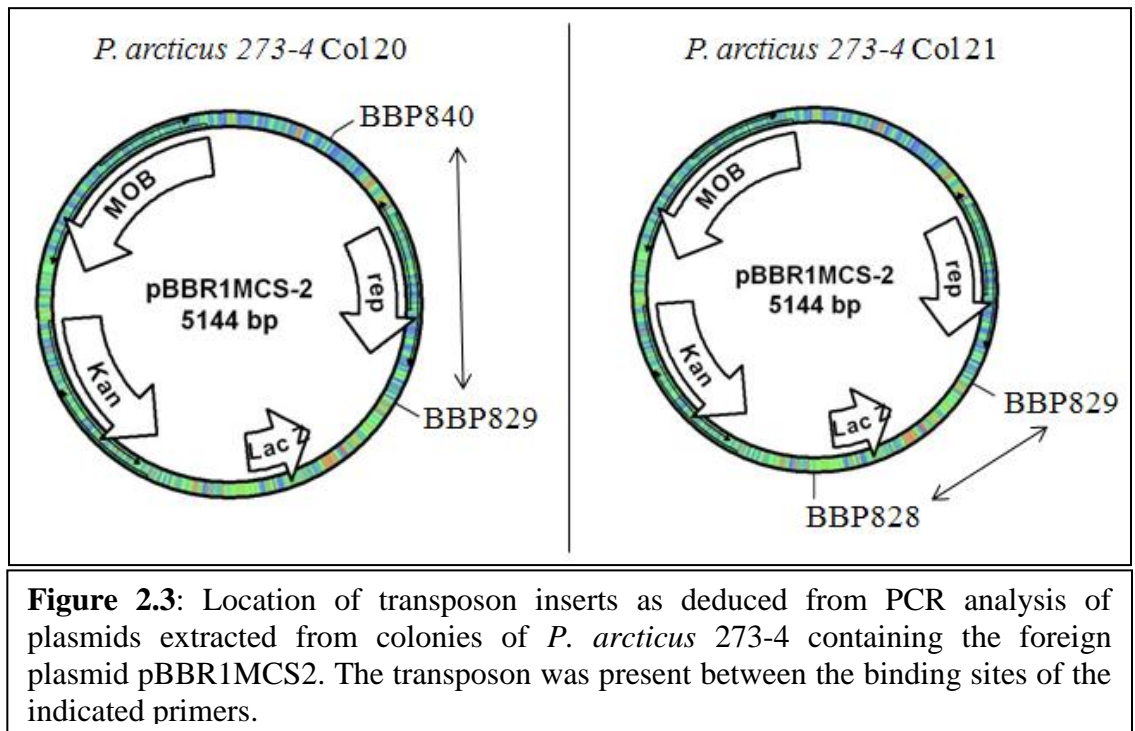 P. arcticus 273-4 Col20
BBP840
MOB
rep
pBBR1MCS-2
5144 bp
Kan
Lac Z
BBP829
P. arcticus 273-4 Col21
MOB
rep
pBBR1MCS-2
5144 bp
Kan
Lac Z
BBP829
BBP828
Figure 2.3: Location of transposon inserts as deduced from PCR analysis of
plasmids extracted from colonies of P. arcticus 273-4 containing the foreign
plasmid pBBR1MCS2. The transposon was present between the binding sites of the
indicated primers.